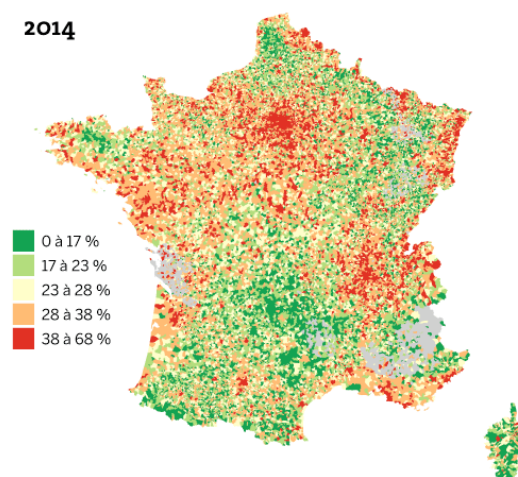 2014
0 à 17 %
17 à 23 %
23 à 28 %
28 à 38 %
38 à 68 %